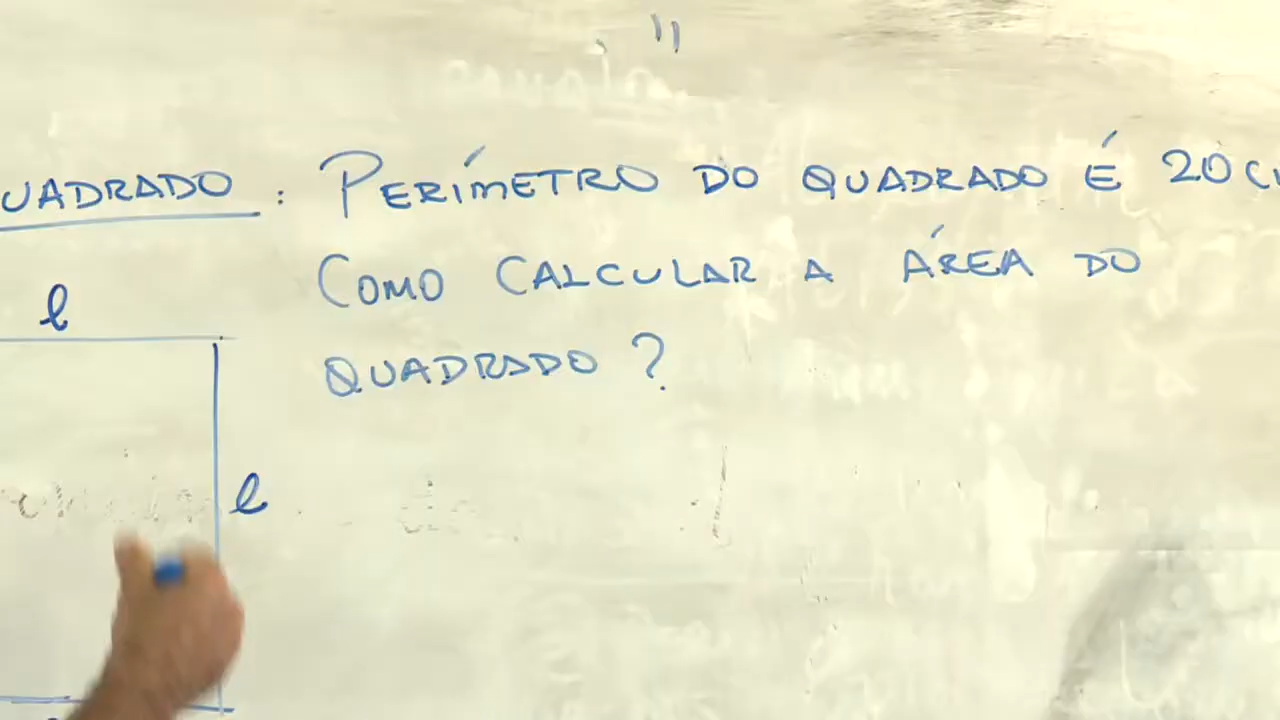 UADRADO : PERÍMETRO DO QUADRADO É 20 C
COMO CALCULAR A ÁREA DO
QUADRADO ?
l
l